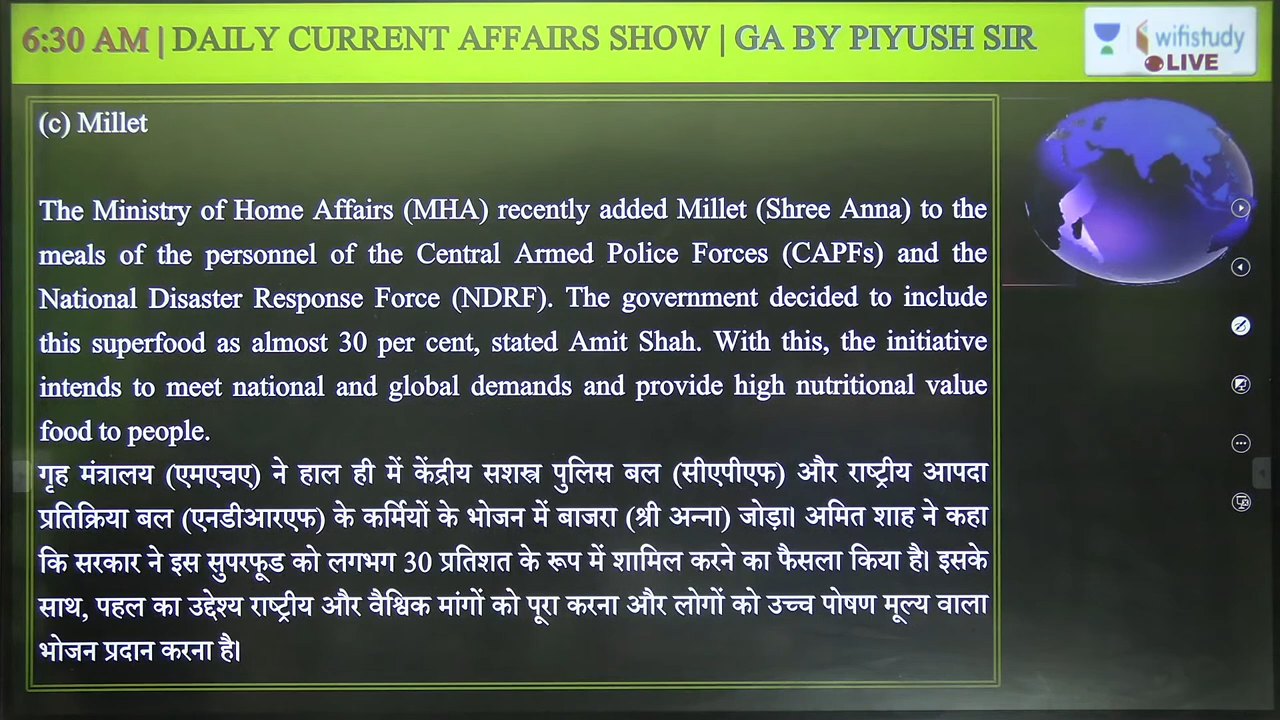 6:30 AM | DAILY CURRENT AFFAIRS SHOW | GA BY PIYUSH SIR
wifistudy
LIVE
(c) Millet
The Ministry of Home Affairs (MHA) recently added Millet (Shree Anna) to the
meals of the personnel of the Central Armed Police Forces (CAPFs) and the
National Disaster Response Force (NDRF). The government decided to include
this superfood as almost 30 per cent, stated Amit Shah. With this, the initiative
intends to meet national and global demands and provide high nutritional value
food to people.
गृह मंत्रालय (एमएचए) ने हाल ही में केंद्रीय सशस्त्र पुलिस बल (सीएपीएफ) और राष्ट्रीय आपदा
प्रतिक्रिया बल (एनडीआरएफ) के कर्मियों के भोजन में बाजरा (श्री अन्ना) जोड़ा। अमित शाह ने कहा
कि सरकार ने इस सुपरफूड को लगभग 30 प्रतिशत के रूप में शामिल करने का फैसला किया है। इसके
साथ, पहल का उद्देश्य राष्ट्रीय और वैश्विक मांगों को पूरा करना और लोगों को उच्च पोषण मूल्य वाला
भोजन प्रदान करना है।